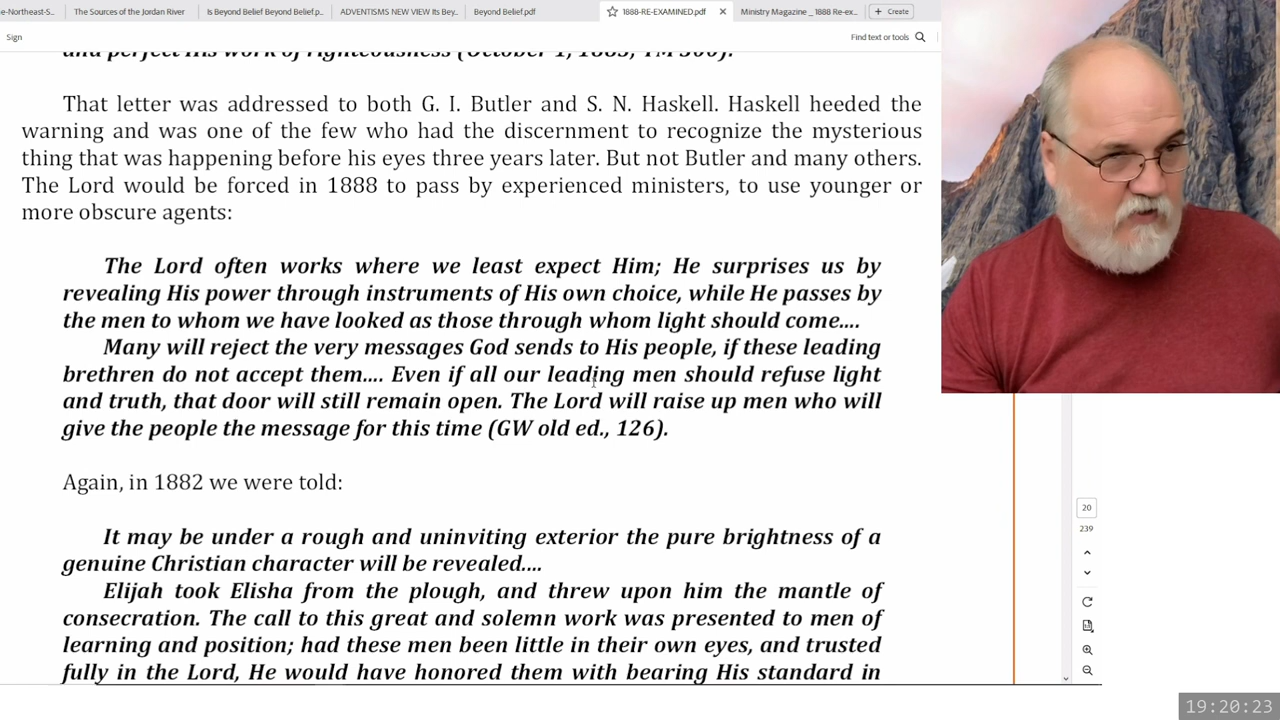 e-Northeast-S...
The Sources of the Jordan River
Is Beyond Belief Beyond Belief.p...
ADVENTISMS NEW VIEW Its Bey...
Beyond Belief.pdf
1888-RE-EXAMINED.pdf
Ministry Magazine _ 1888 Re-ex...
+ Create
Sign
Find text or tools
and perfect His work of righteousness (October 1, 1885, TM 300).
That letter was addressed to both G. I. Butler and S. N. Haskell. Haskell heeded the
warning and was one of the few who had the discernment to recognize the mysterious
thing that was happening before his eyes three years later. But not Butler and many others.
The Lord would be forced in 1888 to pass by experienced ministers, to use younger or
more obscure agents:
The Lord often works where we least expect Him; He surprises us by
revealing His power through instruments of His own choice, while He passes by
the men to whom we have looked as those through whom light should come....
Many will reject the very messages God sends to His people, if these leading
brethren do not accept them.... Even if all our leading men should refuse light
and truth, that door will still remain open. The Lord will raise up men who will
give the people the message for this time (GW old ed., 126).
Again, in 1882 we were told:
It may be under a rough and uninviting exterior the pure brightness of a
genuine Christian character will be revealed....
Elijah took Elisha from the plough, and threw upon him the mantle of
consecration. The call to this great and solemn work was presented to men of
learning and position; had these men been little in their own eyes, and trusted
fully in the Lord, He would have honored them with bearing His standard in
20
239
19:20:23